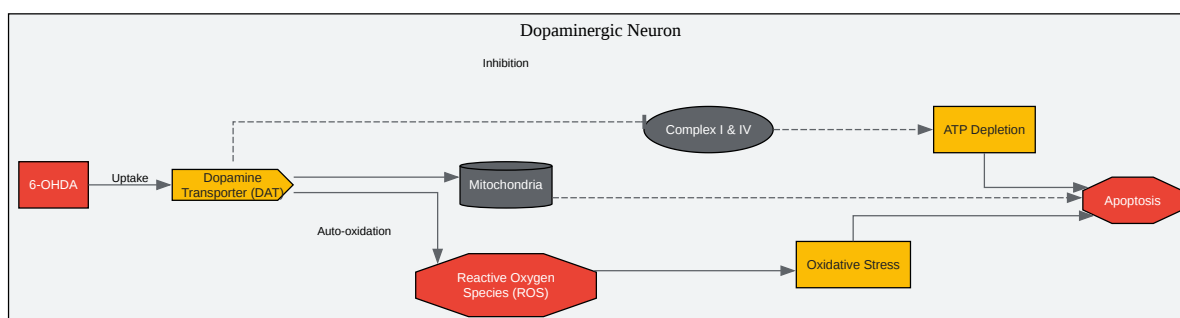 Dopaminergic Neuron
Inhibition
Complex I & IV
ATP Depletion
6-OHDA
Uptake
Dopamine
Transporter (DAT)
Mitochondria
Apoptosis
Auto-oxidation
Reactive Oxygen
Species (ROS)
Oxidative Stress